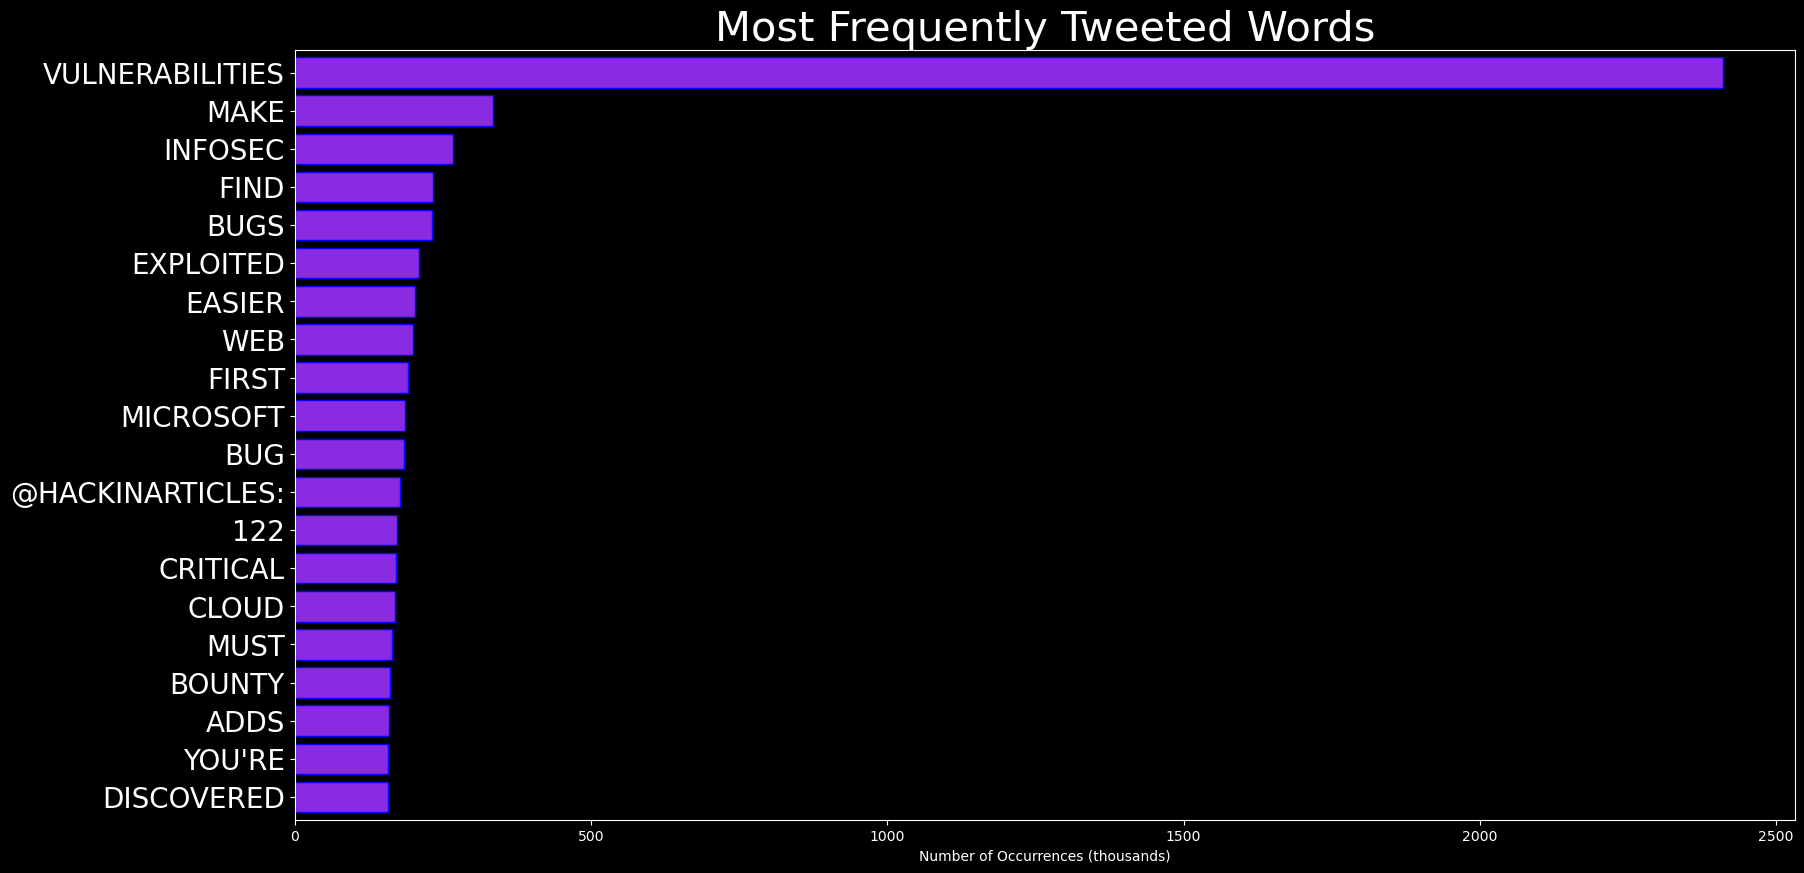 Most Frequently Tweeted Words
VULNERABILITIES
MAKE
INFOSEC
FIND
BUGS
EXPLOITED
EASIER
WEB
FIRST
MICROSOFT
BUG
@HACKINARTICLES:
122
CRITICAL
CLOUD
MUST
BOUNTY
ADDS
YOU'RE
DISCOVERED
0 500 1000 1500 2000 2500
Number of Occurrences (thousands)